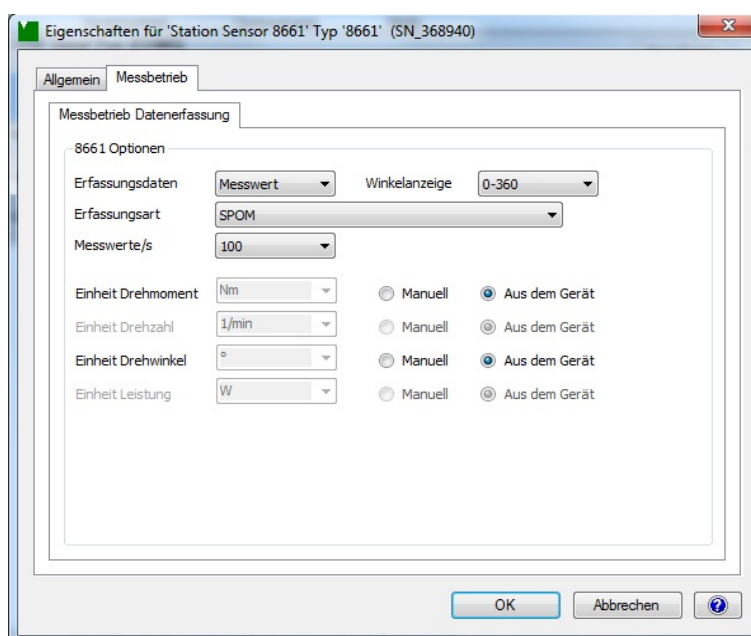 Eigenschaften für 'Station Sensor 8661' Typ '8661' (SN_368940)
Allgemein Messbetrieb
Messbetrieb Datenerfassung
8661 Optionen
Erfassungsdaten Messwert Winkelanzeige 0-360
Erfassungsart SPOM
Messwerte/s 100
Einheit Drehmoment Nm Manuell Aus dem Gerät
Einheit Drehzahl 1/min Manuell Aus dem Gerät
Einheit Drehwinkel ° Manuell Aus dem Gerät
Einheit Leistung W Manuell Aus dem Gerät
OK Abbrechen ?